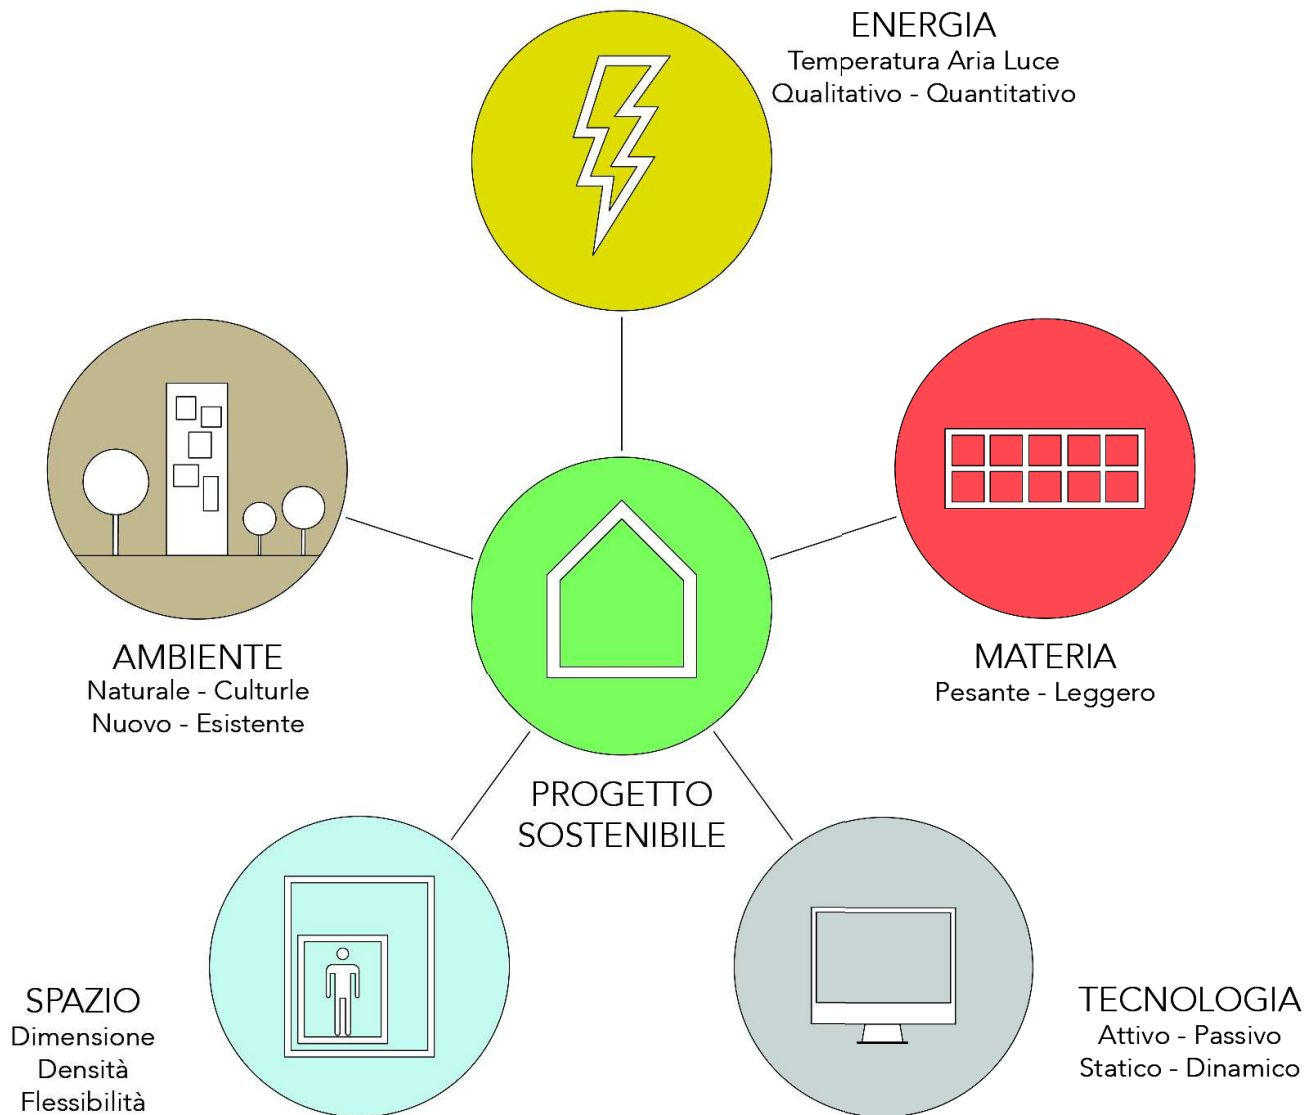 ENERGIA
Temperatura Aria Luce
Qualitativo - Quantitativo
AMBIENTE
Naturale - Culturle
Nuovo - Esistente
MATERIA
Pesante - Leggero
PROGETTO
SOSTENIBILE
SPAZIO
Dimensione
Densità
Flessibilità
TECNOLOGIA
Attivo - Passivo
Statico - Dinamico